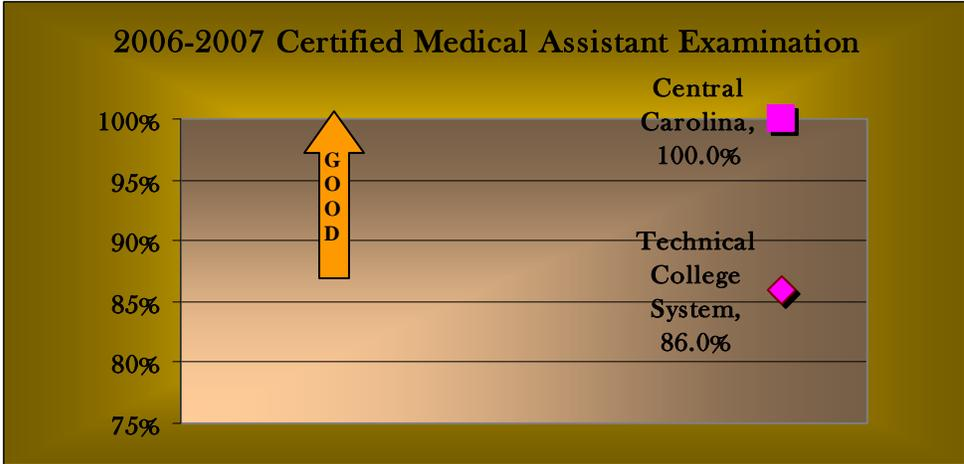 2006-2007 Certified Medical Assistant Examination
100%
95%
90%
85%
80%
75%
G
O
O
D
Central
Carolina,
100.0%
Technical
College
System,
86.0%